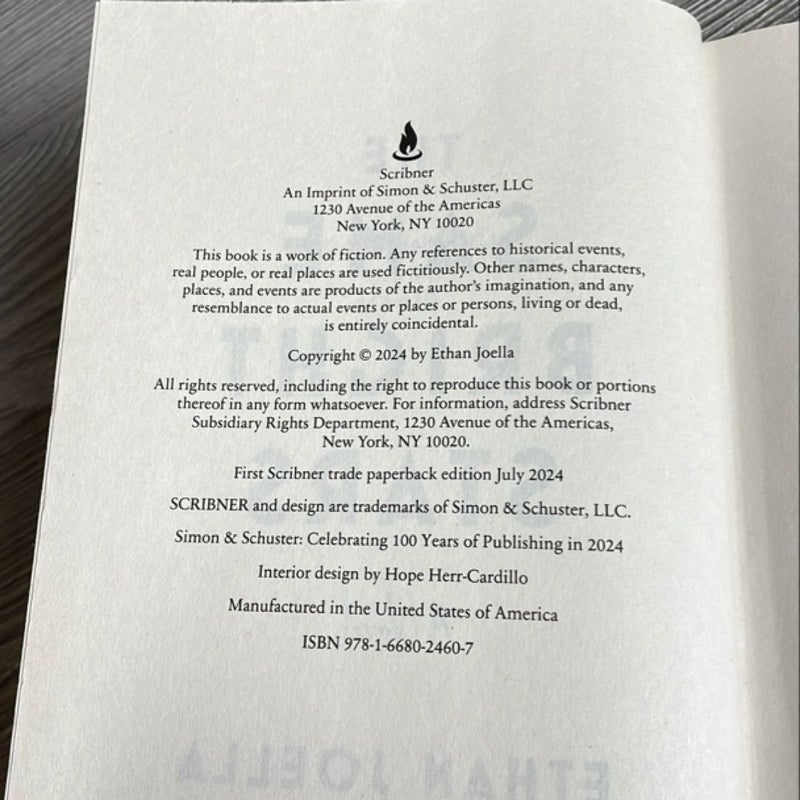 Scribner
An Imprint of Simon & Schuster, LLC
1230 Avenue of the Americas
New York, NY 10020
This book is a work of fiction. Any references to historical events,
real people, or real places are used fictitiously. Other names, characters,
places, and events are products of the author's imagination, and any
resemblance to actual events or places or persons, living or dead,
is entirely coincidental.
Copyright © 2024 by Ethan Joella
All rights reserved, including the right to reproduce this book or portions
thereof in any form whatsoever. For information, address Scribner
Subsidiary Rights Department, 1230 Avenue of the Americas,
New York, NY 10020.
First Scribner trade paperback edition July 2024
SCRIBNER and design are trademarks of Simon & Schuster, LLC.
Simon & Schuster: Celebrating 100 Years of Publishing in 2024
Interior design by Hope Herr-Cardillo
Manufactured in the United States of America
ISBN 978-1-6680-2460-7
THE
SAME
BRIGHT
STARS
ETHAN JOELLA